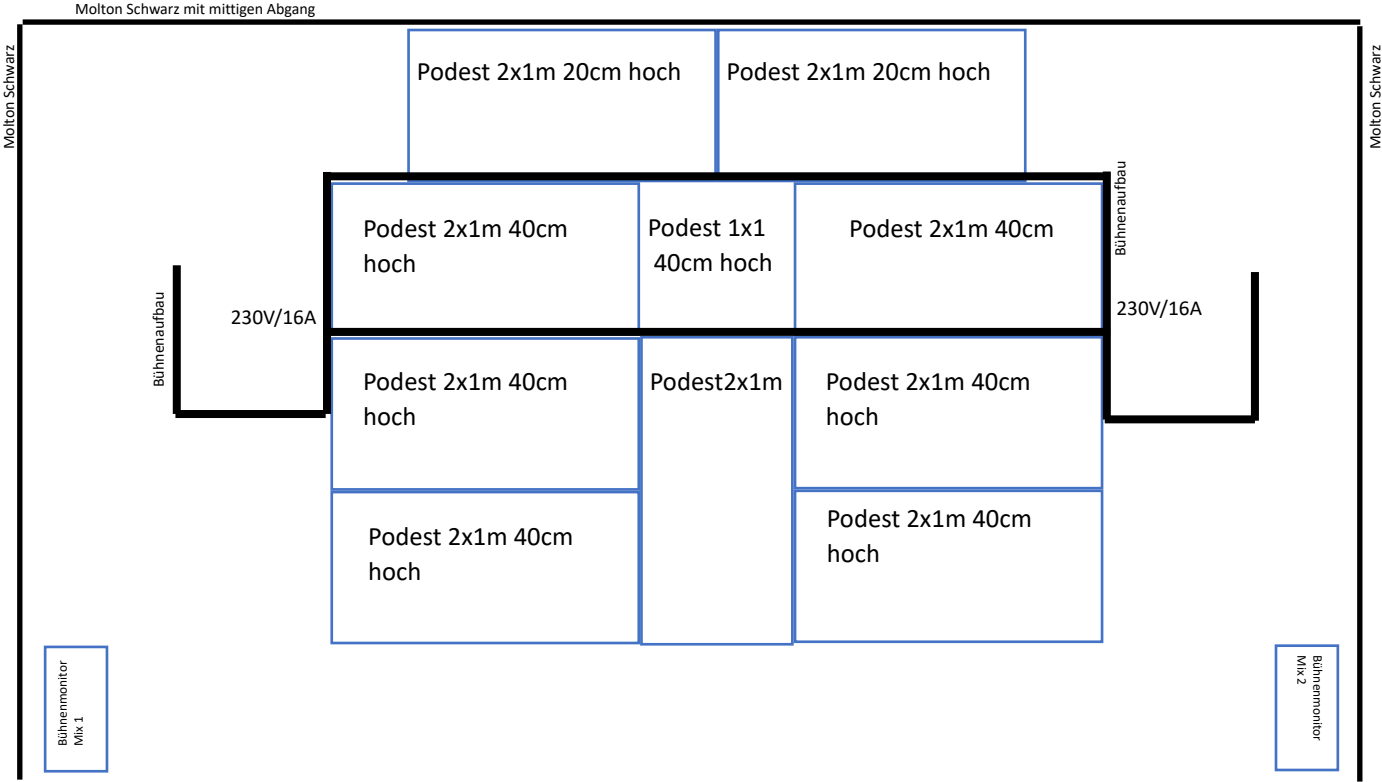 Molton Schwarz mit mittigen Abgang
Molton Schwarz
Molton Schwarz
Podest 2x1m 20cm hoch
Podest 2x1m 20cm hoch
Bühnenaufbau
Podest 2x1m 40cm
hoch
Podest 1x1
40cm hoch
Podest 2x1m 40cm
Bühnenaufbau
230V/16A
230V/16A
Podest 2x1m 40cm
hoch
Podest2x1m
Podest 2x1m 40cm
hoch
Podest 2x1m 40cm
hoch
Podest 2x1m 40cm
hoch
Bühnenmonitor
Mix 1
Bühnenmonitor
Mix 2